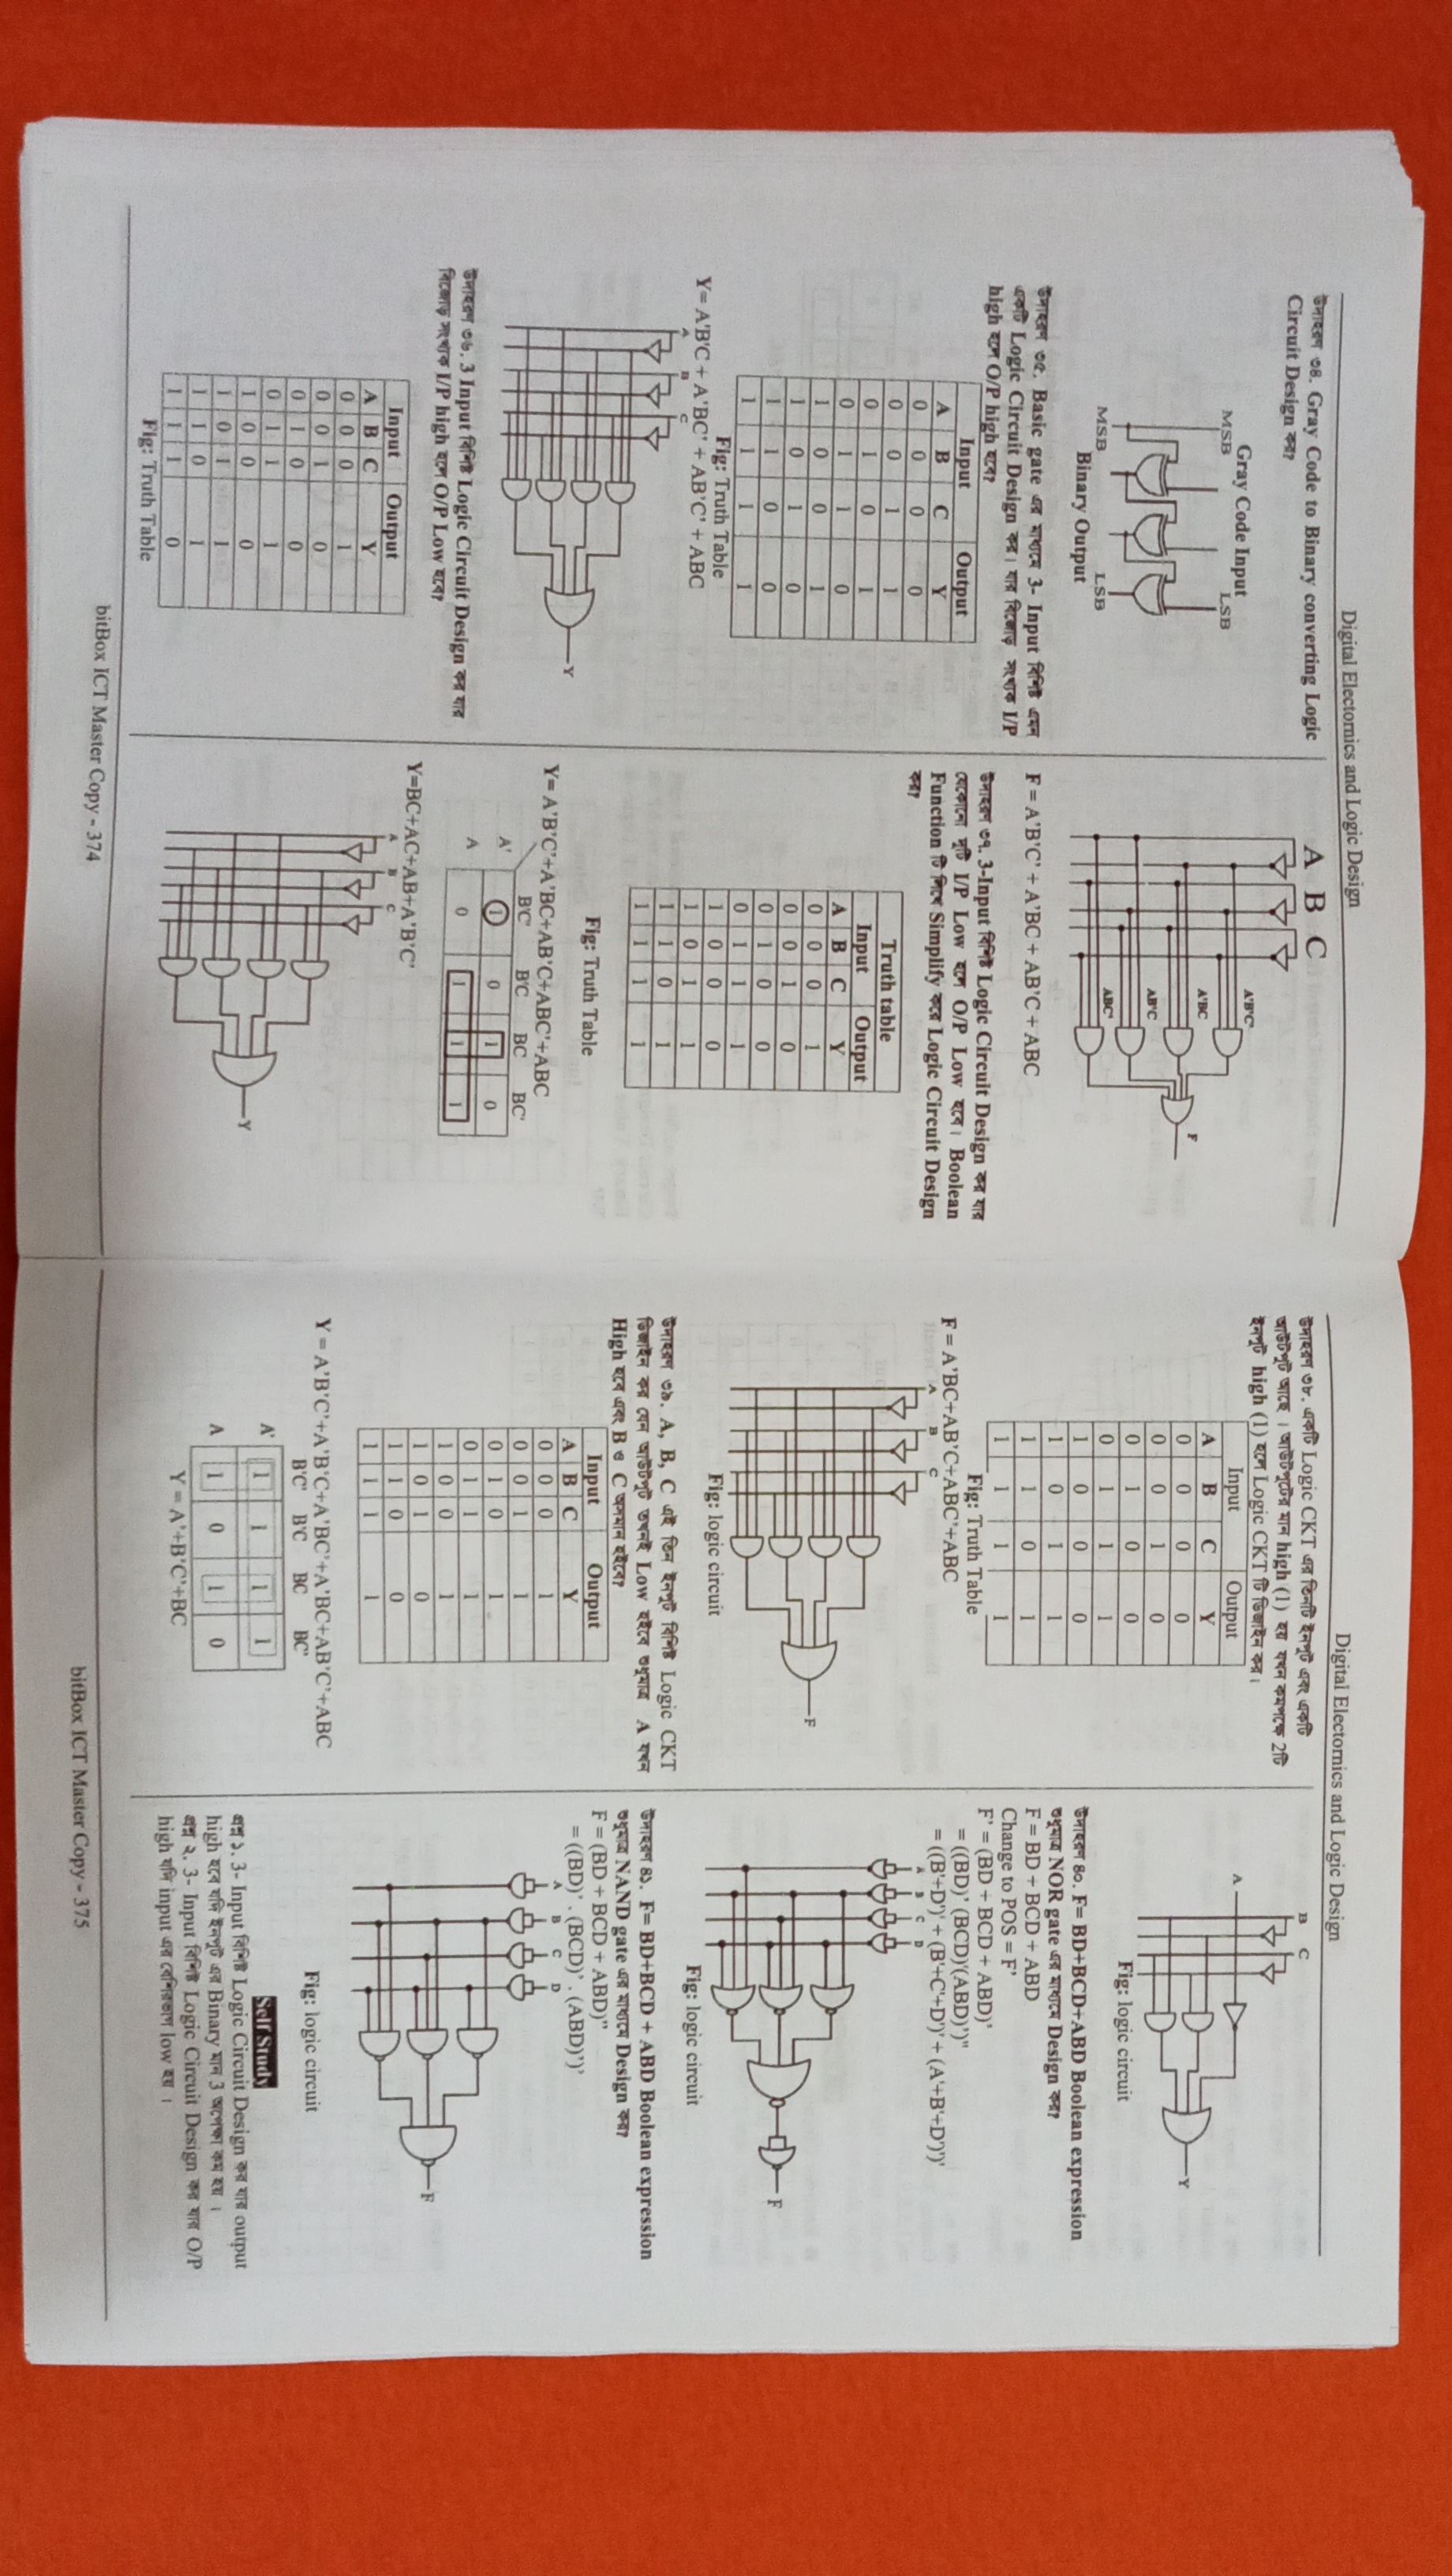 Digital Electornics and Logic Design
উদাহরণ ৩৪. Gray Code to Binary converting Logic
Circuit Design কর?
Gray Code Input
MSB LSB
MSB LSB
Binary Output
উদাহরণ ৩৫. Basic gate এর মাধ্যমে 3- Input বিশিষ্ট এমন
একটি Logic Circuit Design কর। যার বিজোড় সংখ্যক I/P
high হলে O/P high হবে?
Input Output
A B C Y
0 0 0 0
0 0 1 1
0 1 0 1
0 1 1 0
1 0 0 1
1 0 1 0
1 1 0 0
1 1 1 1
Fig: Truth Table
Y= A'B'C + A'BC' + AB'C' + ABC
A B C
Y
উদাহরণ ৩৬. 3 Input বিশিষ্ট Logic Circuit Design কর যার
বিজোড় সংখ্যক I/P high হলে O/P Low হবে?
Input Output
A B C Y
0 0 0 1
0 0 1 0
0 1 0 0
0 1 1 1
1 0 0 0
1 0 1 1
1 1 0 1
1 1 1 0
Fig: Truth Table
A B C
A'B'C'
A'BC
F
AB'C
ABC'
F = A'B'C' + A'BC + AB'C + ABC
উদাহরণ ৩৭. 3-Input বিশিষ্ট Logic Circuit Design কর যার
যেকোনো দুটি I/P Low হলে O/P Low হবে। Boolean
Function টি লিখে Simplify করে Logic Circuit Design
কর?
Truth table
Input Output
A B C Y
0 0 0 1
0 0 1 0
0 1 0 0
0 1 1 1
1 0 0 0
1 0 1 1
1 1 0 1
1 1 1 1
Fig: Truth Table
Y= A'B'C'+A'BC+AB'C+ABC'+ABC
B'C' B'C BC BC'
A' 1 0 1 0
A 0 1 1 1
Y=BC+AC+AB+A'B'C'
A B C
Y
bitBox ICT Master Copy - 374
Digital Electornics and Logic Design
উদাহরণ ৩৮. একটি Logic CKT এর তিনটি ইনপুট এবং একটি
আউটপুট আছে । আউটপুটের মান high (1) হয় যখন কমপক্ষে 2টি
ইনপুট high (1) হলে Logic CKT টি ডিজাইন কর।
Input Output
A B C Y
0 0 0 0
0 0 1 0
0 1 0 0
0 1 1 1
1 0 0 0
1 0 1 1
1 1 0 1
1 1 1 1
Fig: Truth Table
F = A'BC+AB'C+ABC'+ABC
A B C
F
Fig: logic circuit
উদাহরণ ৩৯. A, B, C এই তিন ইনপুট বিশিষ্ট Logic CKT
ডিজাইন কর যেন আউটপুট তখনই Low হইবে শুধুমাত্র A যখন
High হবে এবং B ও C অসমান হইবে?
Input Output
A B C Y
0 0 0 1
0 0 1 1
0 1 0 1
0 1 1 1
1 0 0 1
1 0 1 0
1 1 0 0
1 1 1 1
Y = A'B'C'+A'B'C+A'BC'+A'BC+AB'C'+ABC
B'C' B'C BC BC'
A' 1 1 1 1
A 1 0 1 0
Y = A'+B'C'+BC
B C
A
Y
Fig: logic circuit
উদাহরণ ৪০. F= BD+BCD+ABD Boolean expression
শুধুমাত্র NOR gate এর মাধ্যমে Design কর?
F = BD + BCD + ABD
Change to POS = F'
F' = (BD + BCD + ABD)'
= ((BD)' (BCD)'(ABD)')''
= ((B'+D')' + (B'+C'+D')' + (A'+B'+D')')'
A B C D
F
Fig: logic circuit
উদাহরণ ৪১. F= BD+BCD + ABD Boolean expression
শুধুমাত্র NAND gate এর মাধ্যমে Design কর?
F = (BD + BCD + ABD)''
= ((BD)' . (BCD)' . (ABD)')'
A B C D
F
Fig: logic circuit
Self Study
প্রশ্ন ১. 3- Input বিশিষ্ট Logic Circuit Design কর যার output
high হবে যদি ইনপুট এর Binary মান 3 অপেক্ষা কম হয় ।
প্রশ্ন ২. 3- Input বিশিষ্ট Logic Circuit Design কর যার O/P
high যদি input এর বেশিরভাগ low হয় ।
bitBox ICT Master Copy - 375